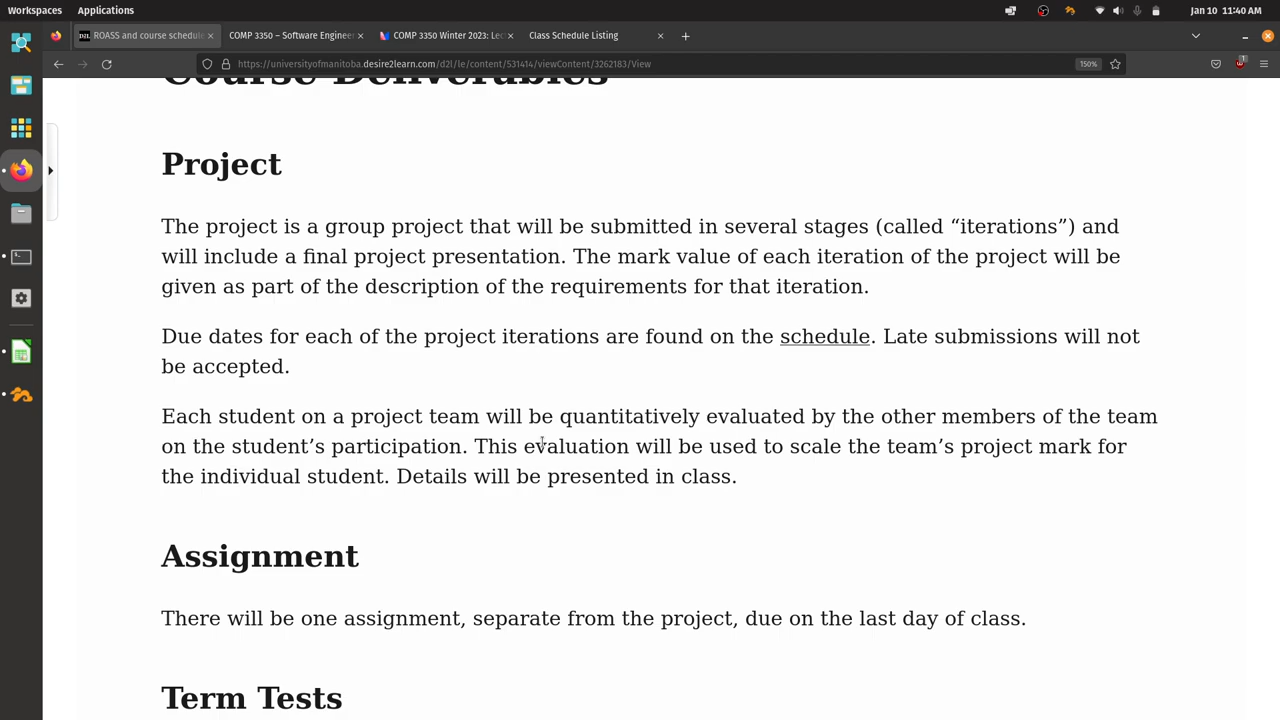 Workspaces
Applications
Jan 10 11:40 AM
ROASS and course schedule
COMP 3350 – Software Engineer
COMP 3350 Winter 2023: Lec
Class Schedule Listing
https://universityofmanitoba.desire2learn.com/d2l/le/content/531414/viewContent/3262183/View
150%
Course Deliverables
Project
The project is a group project that will be submitted in several stages (called “iterations”) and
will include a final project presentation. The mark value of each iteration of the project will be
given as part of the description of the requirements for that iteration.
Due dates for each of the project iterations are found on the schedule. Late submissions will not
be accepted.
Each student on a project team will be quantitatively evaluated by the other members of the team
on the student’s participation. This evaluation will be used to scale the team’s project mark for
the individual student. Details will be presented in class.
Assignment
There will be one assignment, separate from the project, due on the last day of class.
Term Tests